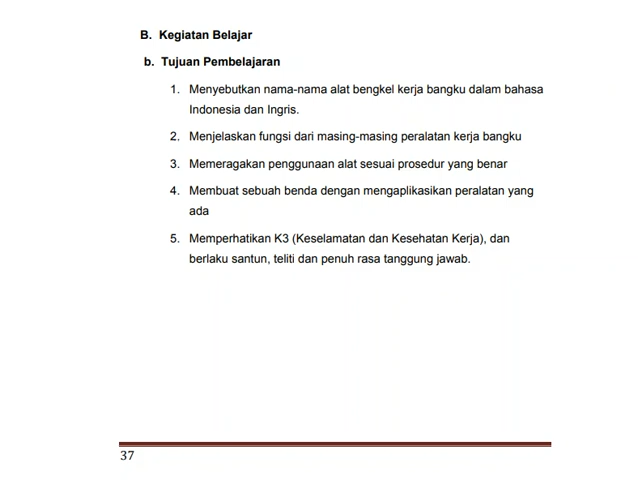 B. Kegiatan Belajar
b. Tujuan Pembelajaran
1. Menyebutkan nama-nama alat bengkel kerja bangku dalam bahasa
Indonesia dan Ingris.
2. Menjelaskan fungsi dari masing-masing peralatan kerja bangku
3. Memeragakan penggunaan alat sesuai prosedur yang benar
4. Membuat sebuah benda dengan mengaplikasikan peralatan yang
ada
5. Memperhatikan K3 (Keselamatan dan Kesehatan Kerja), dan
berlaku santun, teliti dan penuh rasa tanggung jawab.
37